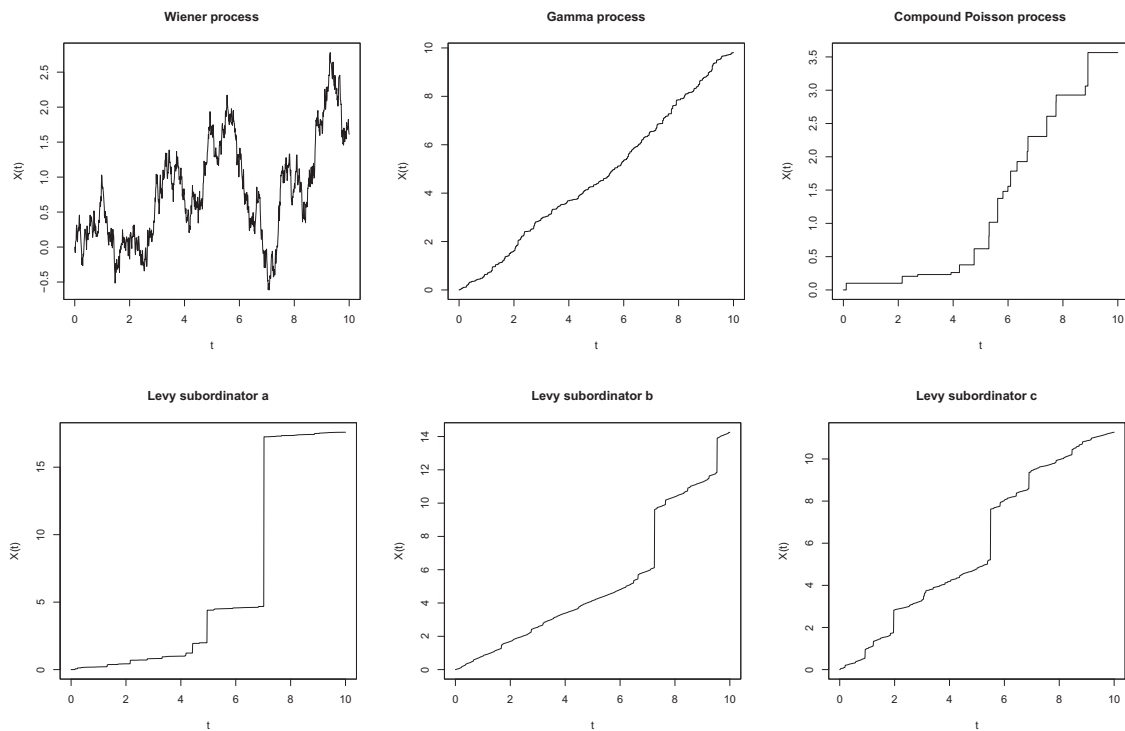 Wiener process
Gamma process
Compound Poisson process
X(t)
−0.5
0.0
0.5
1.0
1.5
2.0
2.5
0 2 4 6 8 10
t
X(t)
0
2
4
6
8
10
0 2 4 6 8 10
t
X(t)
0.0
0.5
1.0
1.5
2.0
2.5
3.0
3.5
0 2 4 6 8 10
t
Levy subordinator a
Levy subordinator b
Levy subordinator c
X(t)
0
5
10
15
0 2 4 6 8 10
t
X(t)
0
2
4
6
8
10
12
14
0 2 4 6 8 10
t
X(t)
0
2
4
6
8
10
0 2 4 6 8 10
t